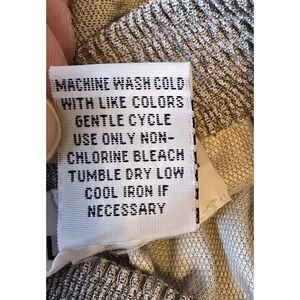 MACHINE WASH COLD
WITH LIKE COLORS
GENTLE CYCLE
USE ONLY NON-
CHLORINE BLEACH
TUMBLE DRY LOW
COOL IRON IF
NECESSARY